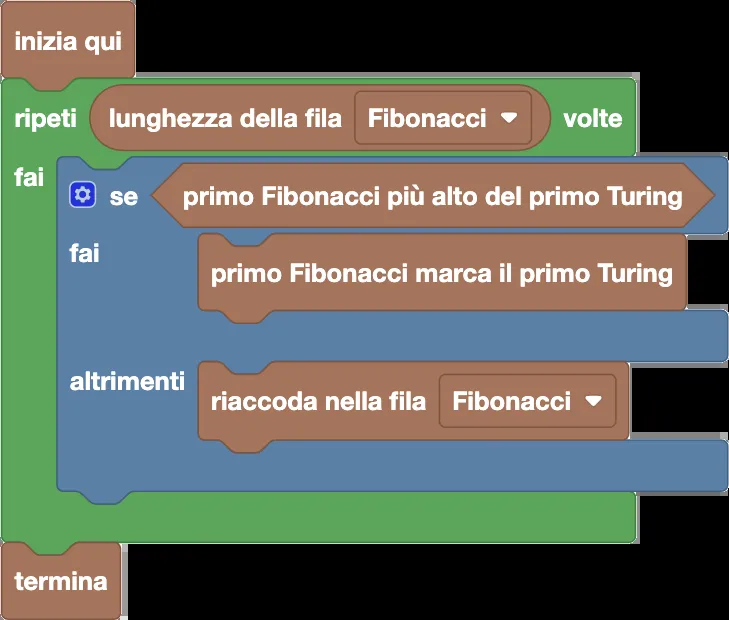 inizia qui
ripeti lunghezza della fila Fibonacci volte
fai
se primo Fibonacci più alto del primo Turing
fai
primo Fibonacci marca il primo Turing
altrimenti
riaccoda nella fila Fibonacci
termina